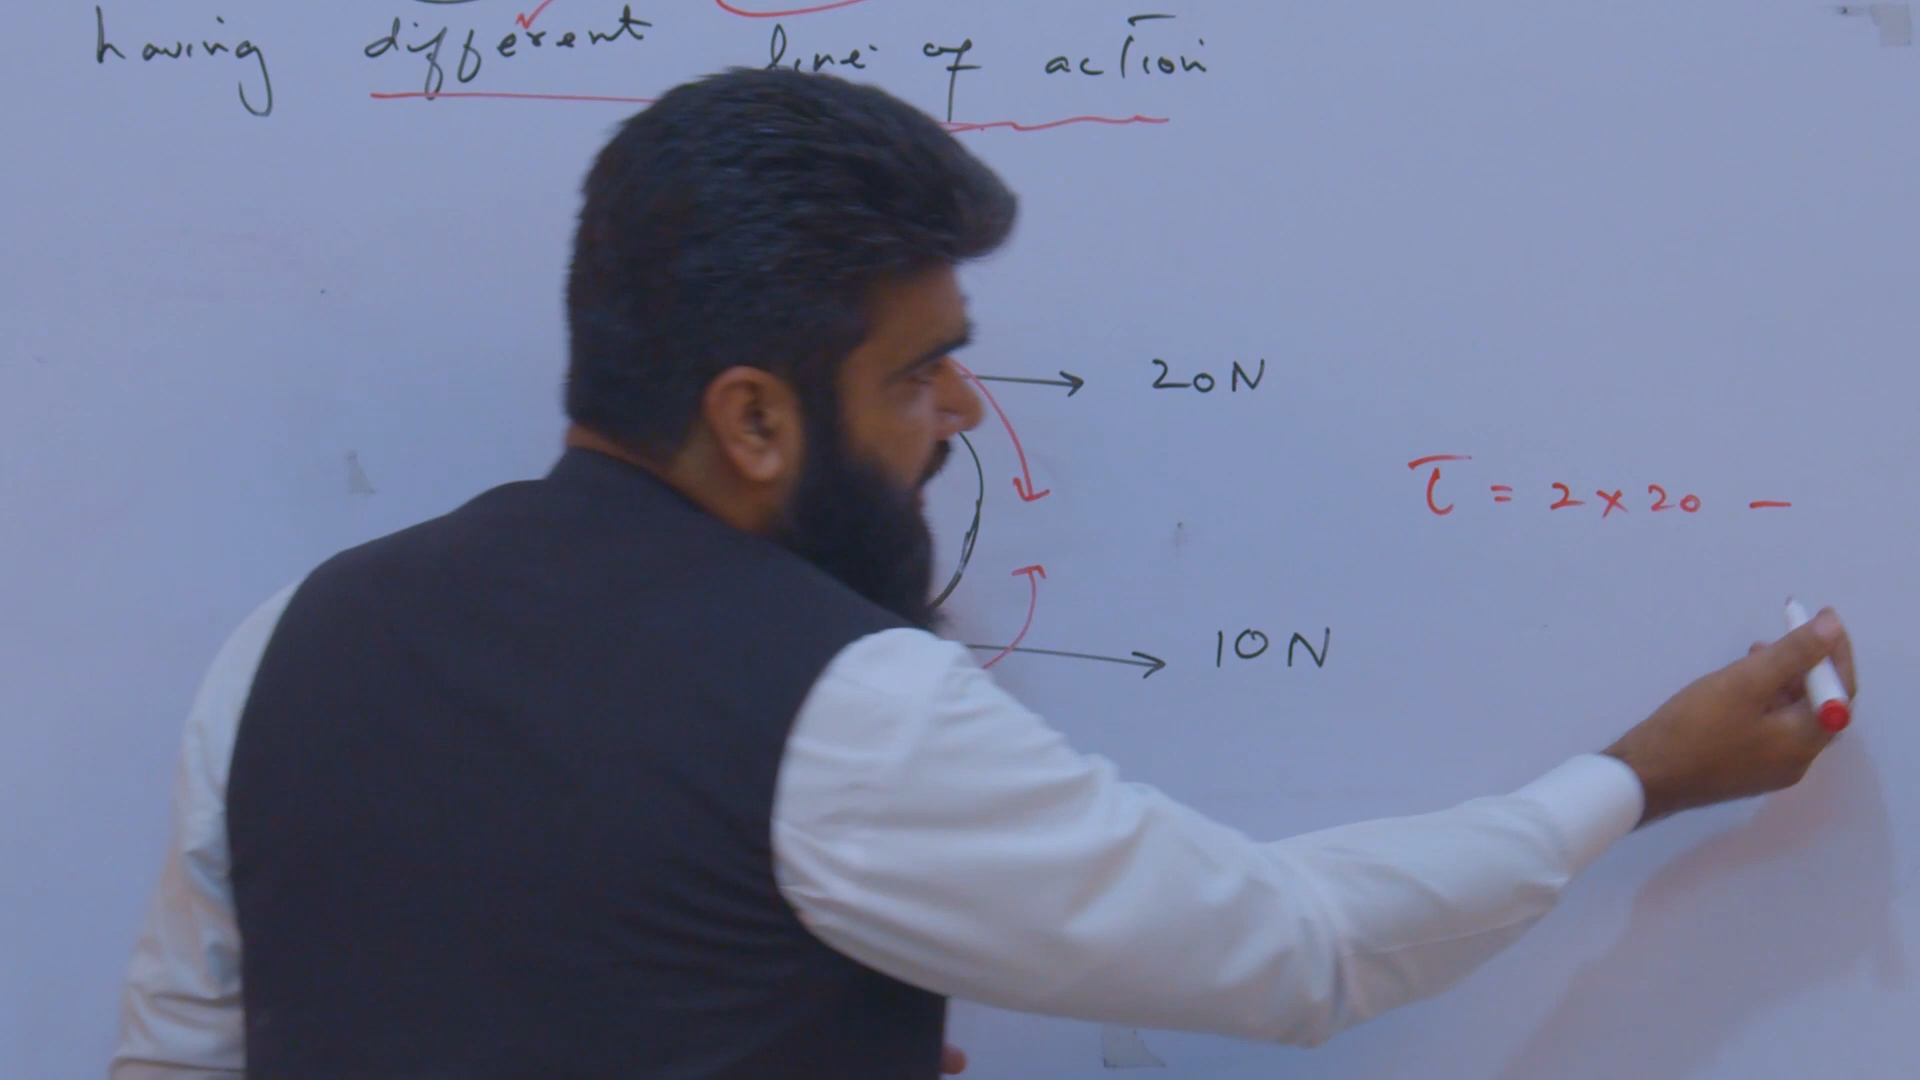 having different line of action
20N
τ = 2 × 20 −
10N